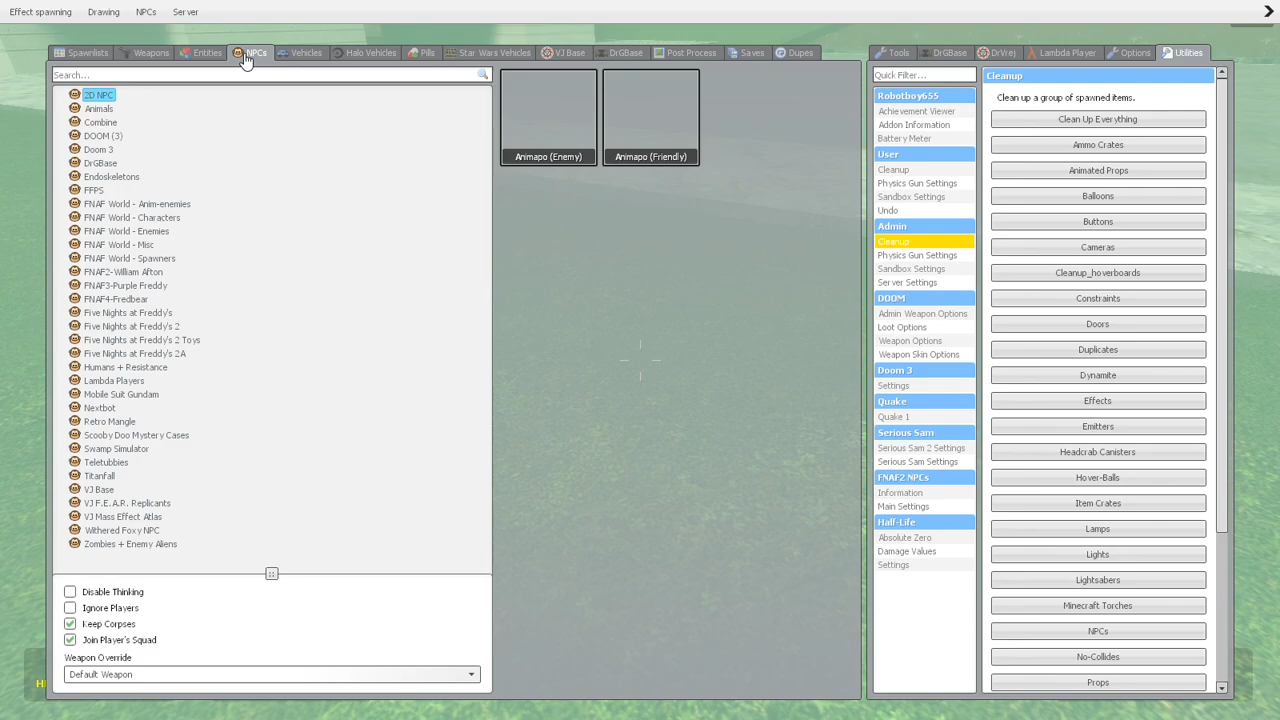 Effect spawning Drawing NPCs Server
Spawnlists Weapons Entities NPCs Vehicles Halo Vehicles Pills Star Wars Vehicles VJ Base DrGBase Post Process Saves Dupes
Search...
2D NPC
Animals
Combine
DOOM (3)
Doom 3
DrGBase
Endoskeletons
FFPS
FNAF World - Anim-enemies
FNAF World - Characters
FNAF World - Enemies
FNAF World - Misc
FNAF World - Spawners
FNAF2-William Afton
FNAF3-Purple Freddy
FNAF4-Fredbear
Five Nights at Freddy's
Five Nights at Freddy's 2
Five Nights at Freddy's 2 Toys
Five Nights at Freddy's 2A
Humans + Resistance
Lambda Players
Mobile Suit Gundam
Nextbot
Retro Mangle
Scooby Doo Mystery Cases
Swamp Simulator
Teletubbies
Titanfall
VJ Base
VJ F.E.A.R. Replicants
VJ Mass Effect Atlas
Withered Foxy NPC
Zombies + Enemy Aliens
Disable Thinking
Ignore Players
Keep Corpses
Join Player's Squad
Weapon Override
Default Weapon
Animapo (Enemy) Animapo (Friendly)
Tools DrGBase DrVrej Lambda Player Options Utilities
Quick Filter...
Robotboy655
Achievement Viewer
Addon Information
Battery Meter
User
Cleanup
Physics Gun Settings
Sandbox Settings
Undo
Admin
Cleanup
Physics Gun Settings
Sandbox Settings
Server Settings
DOOM
Admin Weapon Options
Loot Options
Weapon Options
Weapon Skin Options
Doom 3
Settings
Quake
Quake 1
Serious Sam
Serious Sam 2 Settings
Serious Sam Settings
FNAF2 NPCs
Information
Main Settings
Half-Life
Absolute Zero
Damage Values
Settings
Cleanup
Clean up a group of spawned items.
Clean Up Everything
Ammo Crates
Animated Props
Balloons
Buttons
Cameras
Cleanup_hoverboards
Constraints
Doors
Duplicates
Dynamite
Effects
Emitters
Headcrab Canisters
Hover-Balls
Item Crates
Lamps
Lights
Lightsabers
Minecraft Torches
NPCs
No-Collides
Props